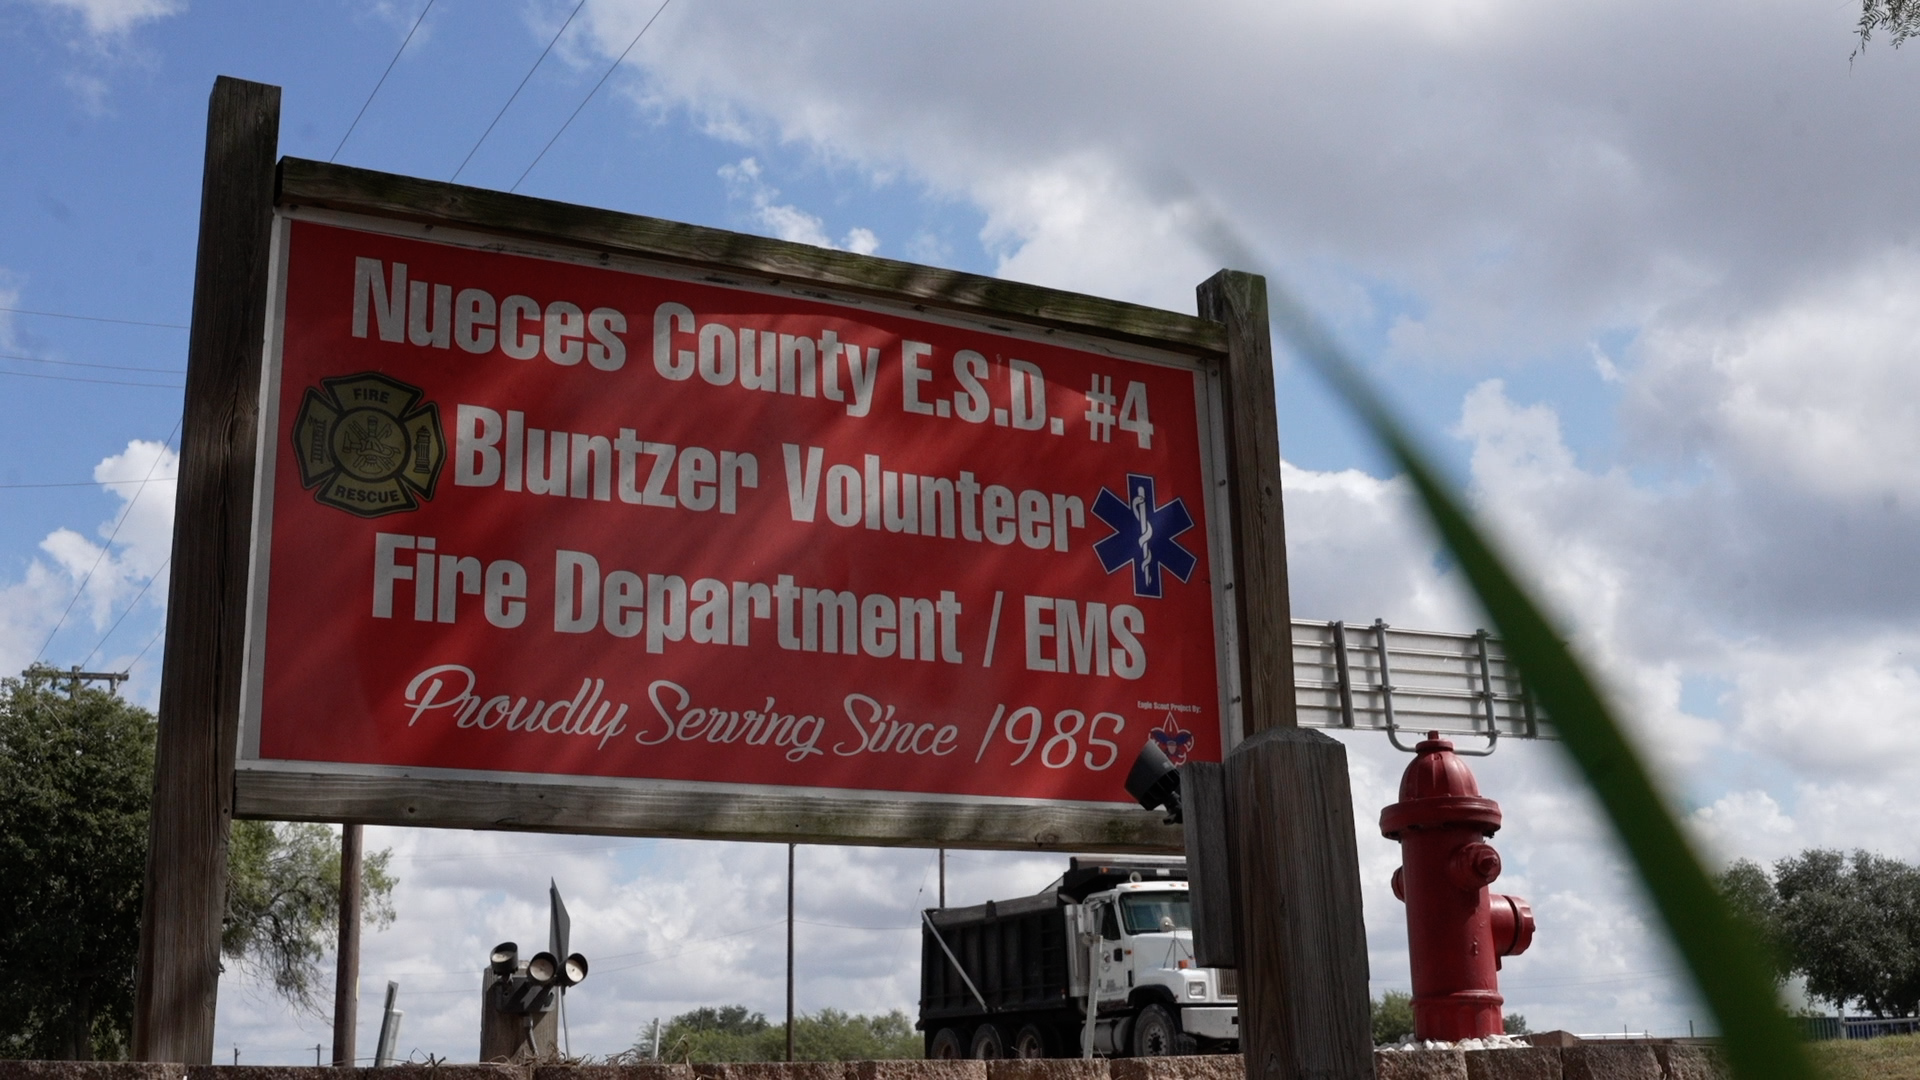 Nueces County E.S.D. #4
FIRE
RESCUE
Bluntzer Volunteer
Fire Department / EMS
Proudly Serving Since 1985
Eagle Scout Project By: